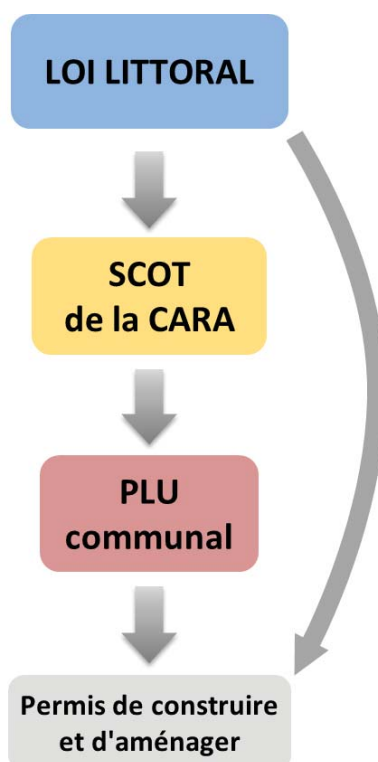 LOI LITTORAL
SCOT
de la CARA
PLU
communal
Permis de construire
et d'aménager